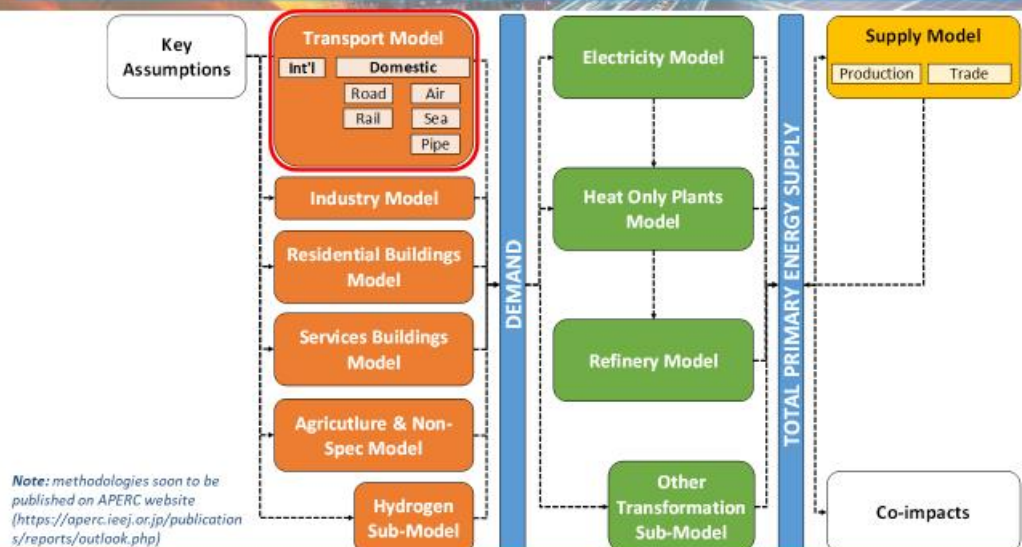 Key
Assumptions
Transport Model
Int'l
Domestic
Road
Air
Rail
Sea
Pipe
Industry Model
Residential Buildings
Model
Services Buildings
Model
Agricutlure & Non-
Spec Model
Hydrogen
Sub-Model
DEMAND
Electricity Model
Heat Only Plants
Model
Refinery Model
Other
Transformation
Sub-Model
TOTAL PRIMARY ENERGY SUPPLY
Supply Model
Production
Trade
Co-impacts
Note: methodologies soon to be
published on APERC website
(https://aperc.ieej.or.jp/publication
s/reports/outlook.php)